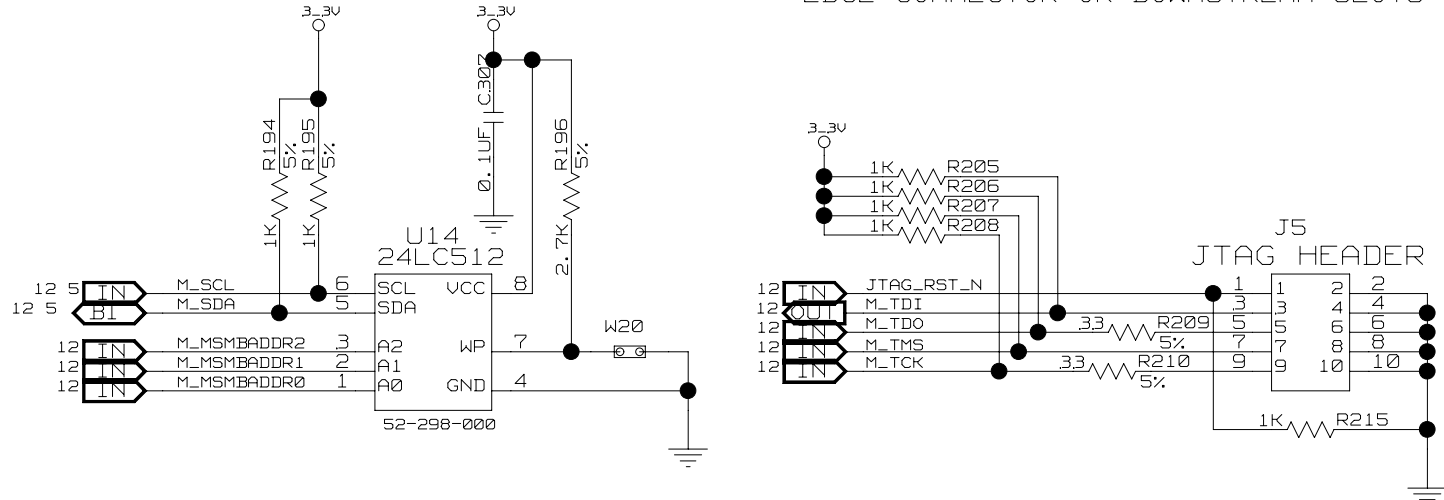 3_3V
3_3V
C307
0.1UF
R194
5%
1K
R195
5%
1K
R196
5%
2.7K
U14
24LC512
12 5 IN M_SCL 6 SCL VCC 8
12 5 BI M_SDA 5 SDA
12 IN M_MSMBADDR2 3 A2 WP 7
W20
12 IN M_MSMBADDR1 2 A1
12 IN M_MSMBADDR0 1 A0 GND 4
52-298-000
3_3V
1K R205
1K R206
1K R207
1K R208
J5
JTAG HEADER
12 IN JTAG_RST_N 1 1 2 2
12 OUT M_TDI 3 3 4 4
12 IN M_TDO 33 R209 5% 5 5 6 6
12 IN M_TMS 7 7 8 8
12 IN M_TCK 33 R210 5% 9 9 10 10
1K R215